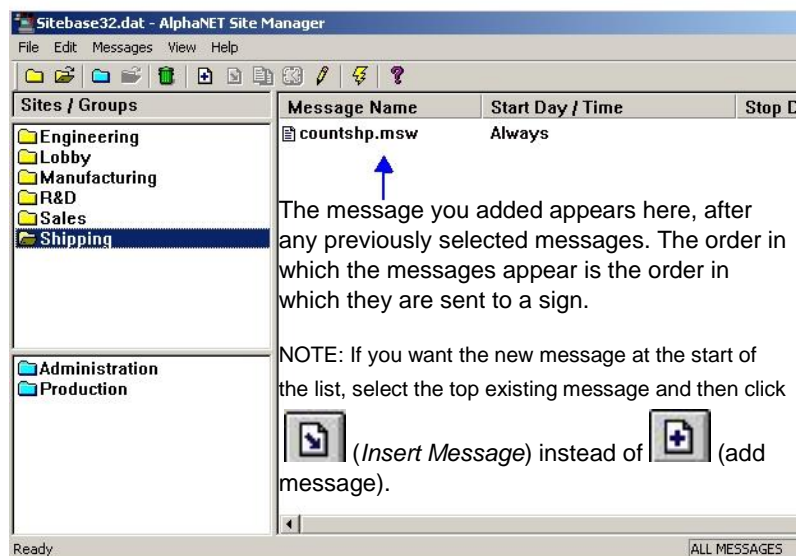 Sitebase32.dat - AlphaNET Site Manager
File Edit Messages View Help
Sites / Groups
Message Name Start Day / Time Stop D
Engineering
Lobby
Manufacturing
R&D
Sales
Shipping
countshp.msw Always
The message you added appears here, after
any previously selected messages. The order in
which the messages appear is the order in
which they are sent to a sign.
NOTE: If you want the new message at the start of
the list, select the top existing message and then click
(Insert Message) instead of (add
message).
Administration
Production
Ready ALL MESSAGES